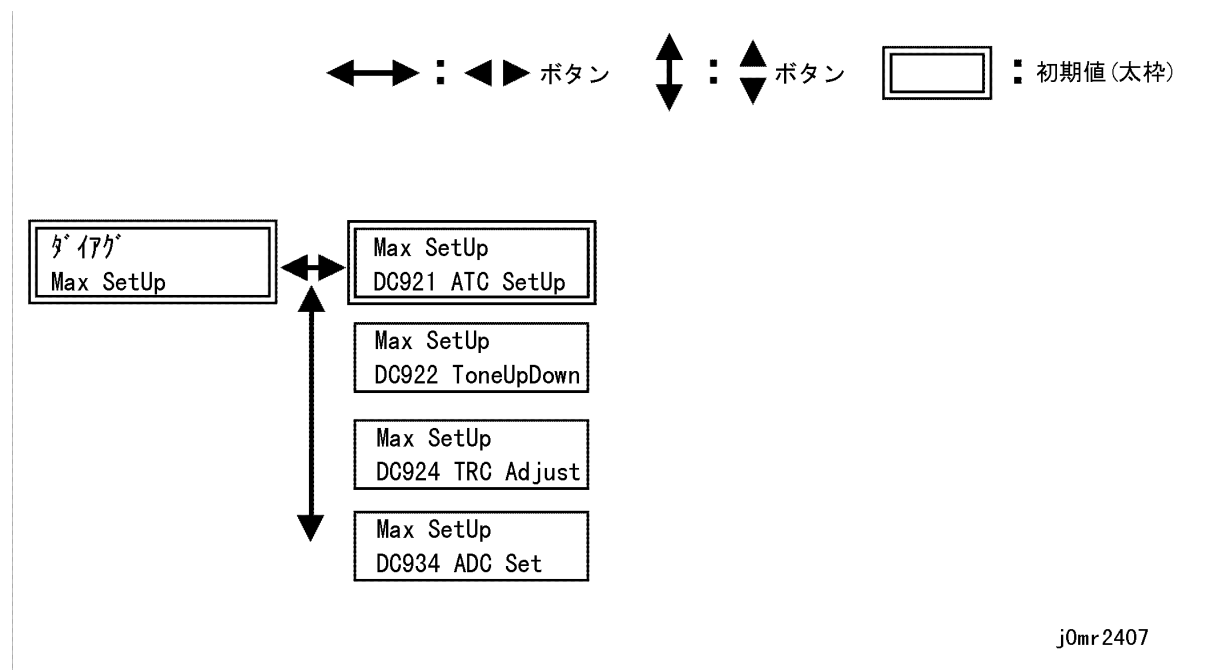 : ◀ ▶ ボタン : ▲▼ボタン : 初期値(太枠)
ﾀﾞｲｱｸﾞ
Max SetUp
Max SetUp
DC921 ATC SetUp
Max SetUp
DC922 ToneUpDown
Max SetUp
DC924 TRC Adjust
Max SetUp
DC934 ADC Set
j0mr2407